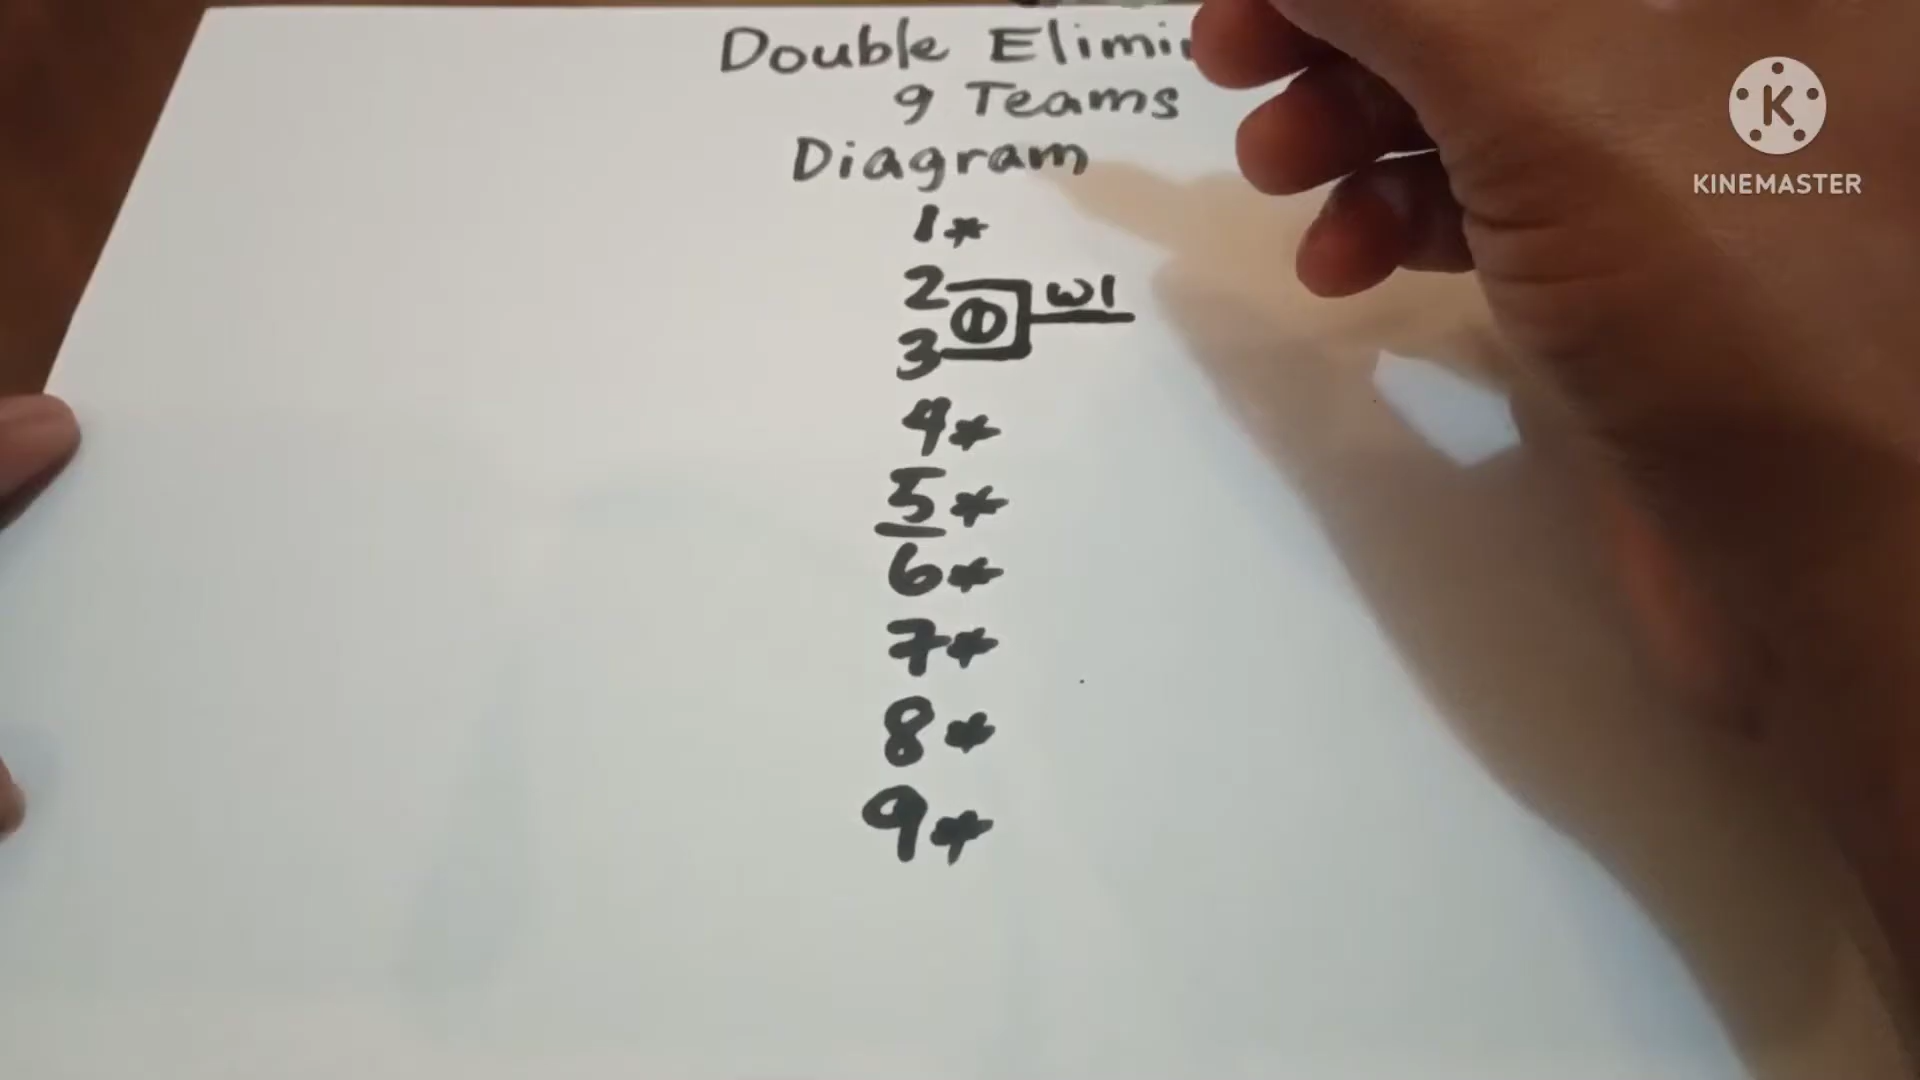 Double Elimi
9 Teams
Diagram
1*
2
W1
1
3
4*
5*
6*
7*
8*
9*
K
KINEMASTER